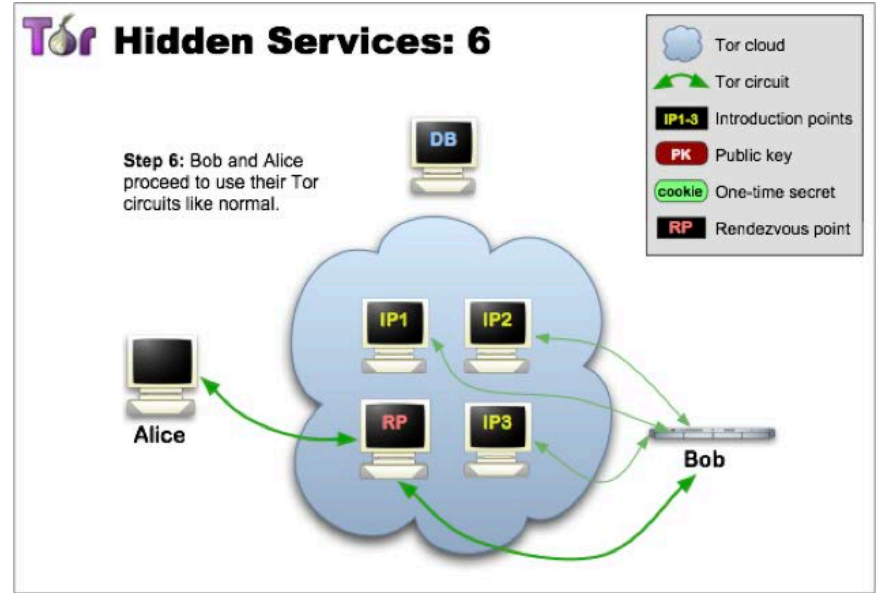 Tor Hidden Services: 6
Tor cloud
Tor circuit
IP1-3 Introduction points
PK Public key
cookie One-time secret
RP Rendezvous point
Step 6: Bob and Alice
proceed to use their Tor
circuits like normal.
DB
IP1
IP2
RP
IP3
Alice
Bob